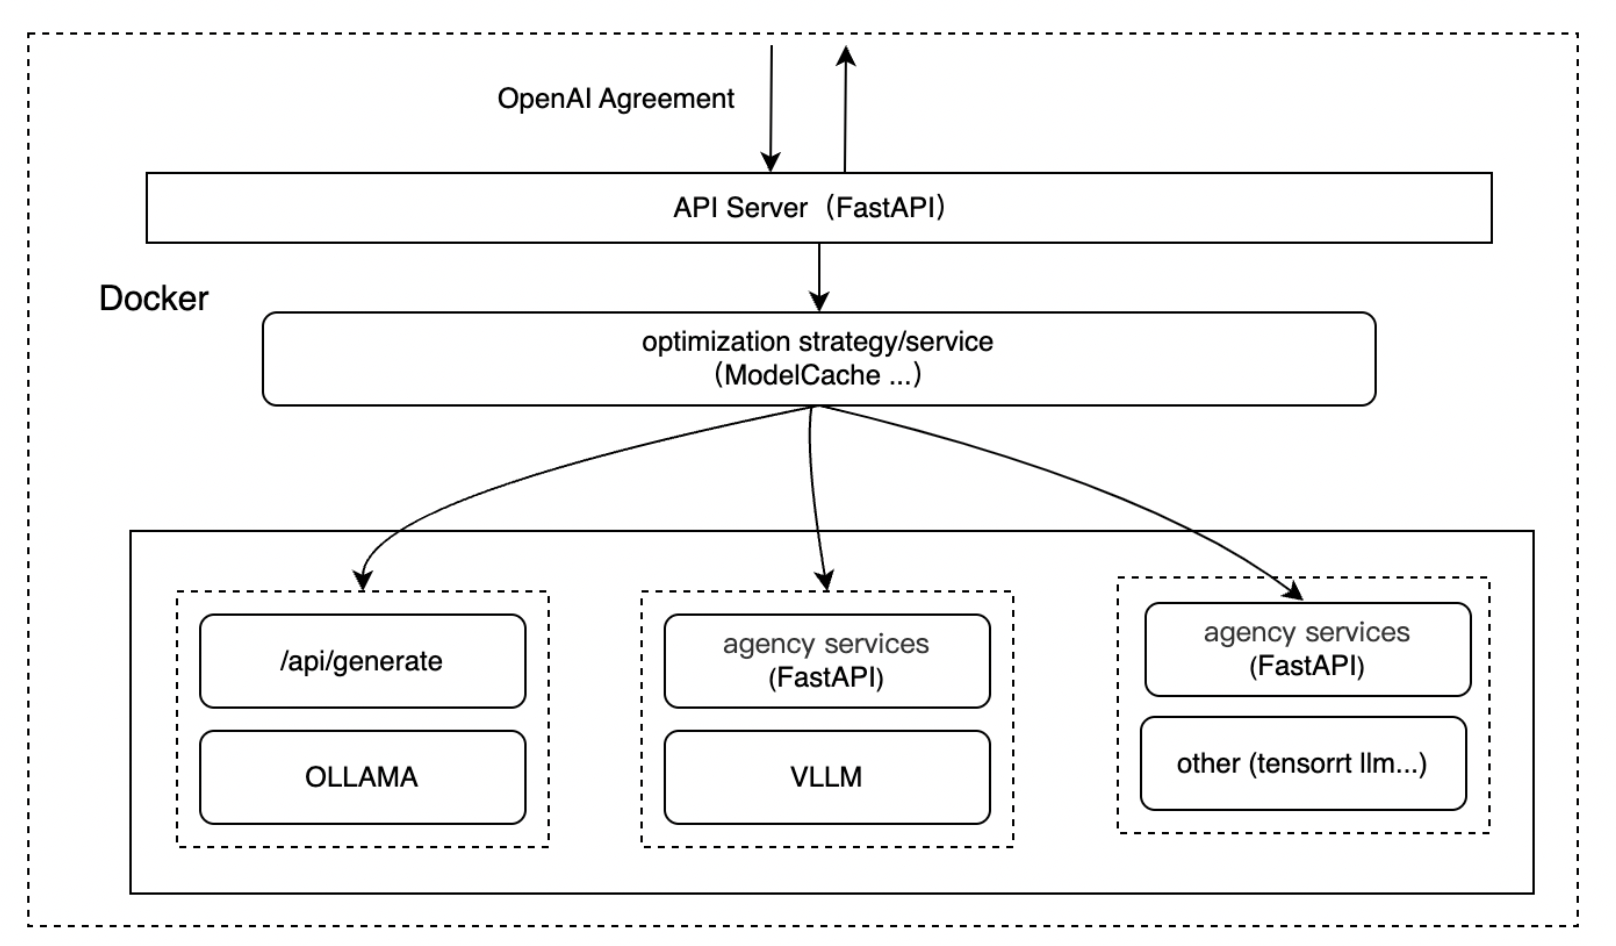 OpenAI Agreement
API Server（FastAPI）
Docker
optimization strategy/service
（ModelCache ...）
/api/generate
OLLAMA
agency services
(FastAPI)
VLLM
agency services
(FastAPI)
other (tensorrt llm...)